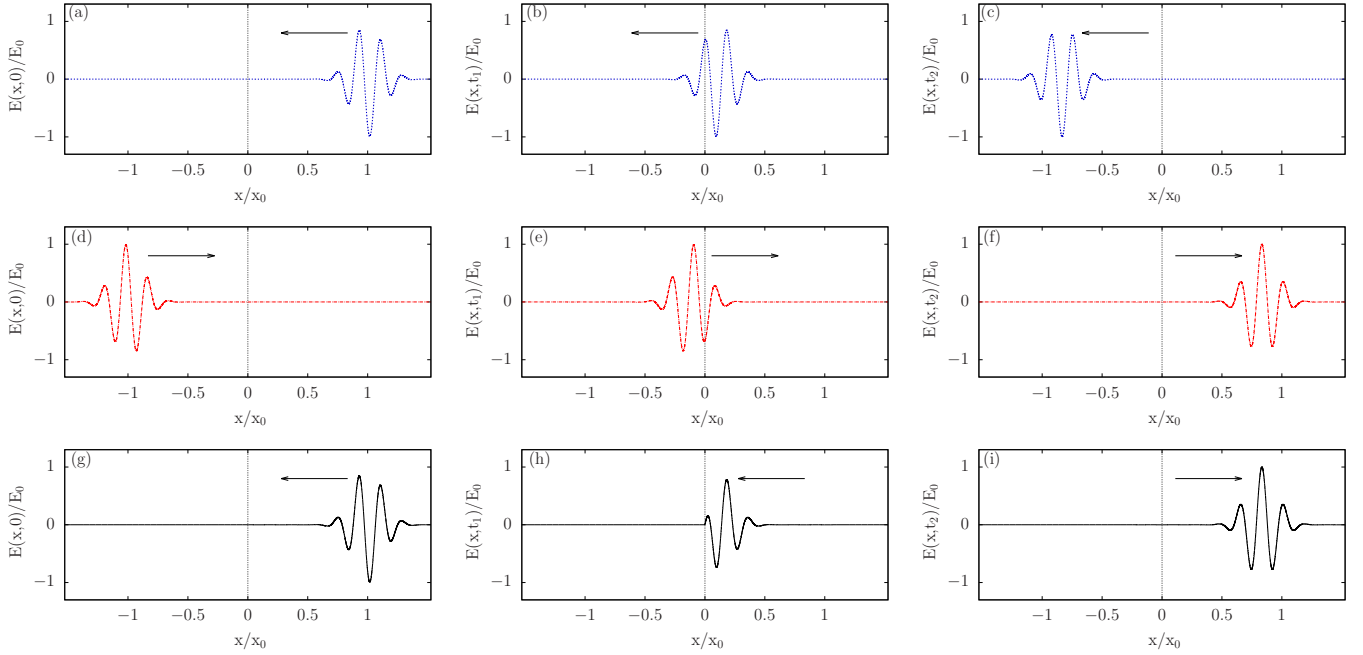 (a)
E(x,0)/E₀
1
0
−1
−1 −0.5 0 0.5 1
x/x₀
(b)
E(x,t₁)/E₀
1
0
−1
−1 −0.5 0 0.5 1
x/x₀
(c)
E(x,t₂)/E₀
1
0
−1
−1 −0.5 0 0.5 1
x/x₀
(d)
E(x,0)/E₀
1
0
−1
−1 −0.5 0 0.5 1
x/x₀
(e)
E(x,t₁)/E₀
1
0
−1
−1 −0.5 0 0.5 1
x/x₀
(f)
E(x,t₂)/E₀
1
0
−1
−1 −0.5 0 0.5 1
x/x₀
(g)
E(x,0)/E₀
1
0
−1
−1 −0.5 0 0.5 1
x/x₀
(h)
E(x,t₁)/E₀
1
0
−1
−1 −0.5 0 0.5 1
x/x₀
(i)
E(x,t₂)/E₀
1
0
−1
−1 −0.5 0 0.5 1
x/x₀